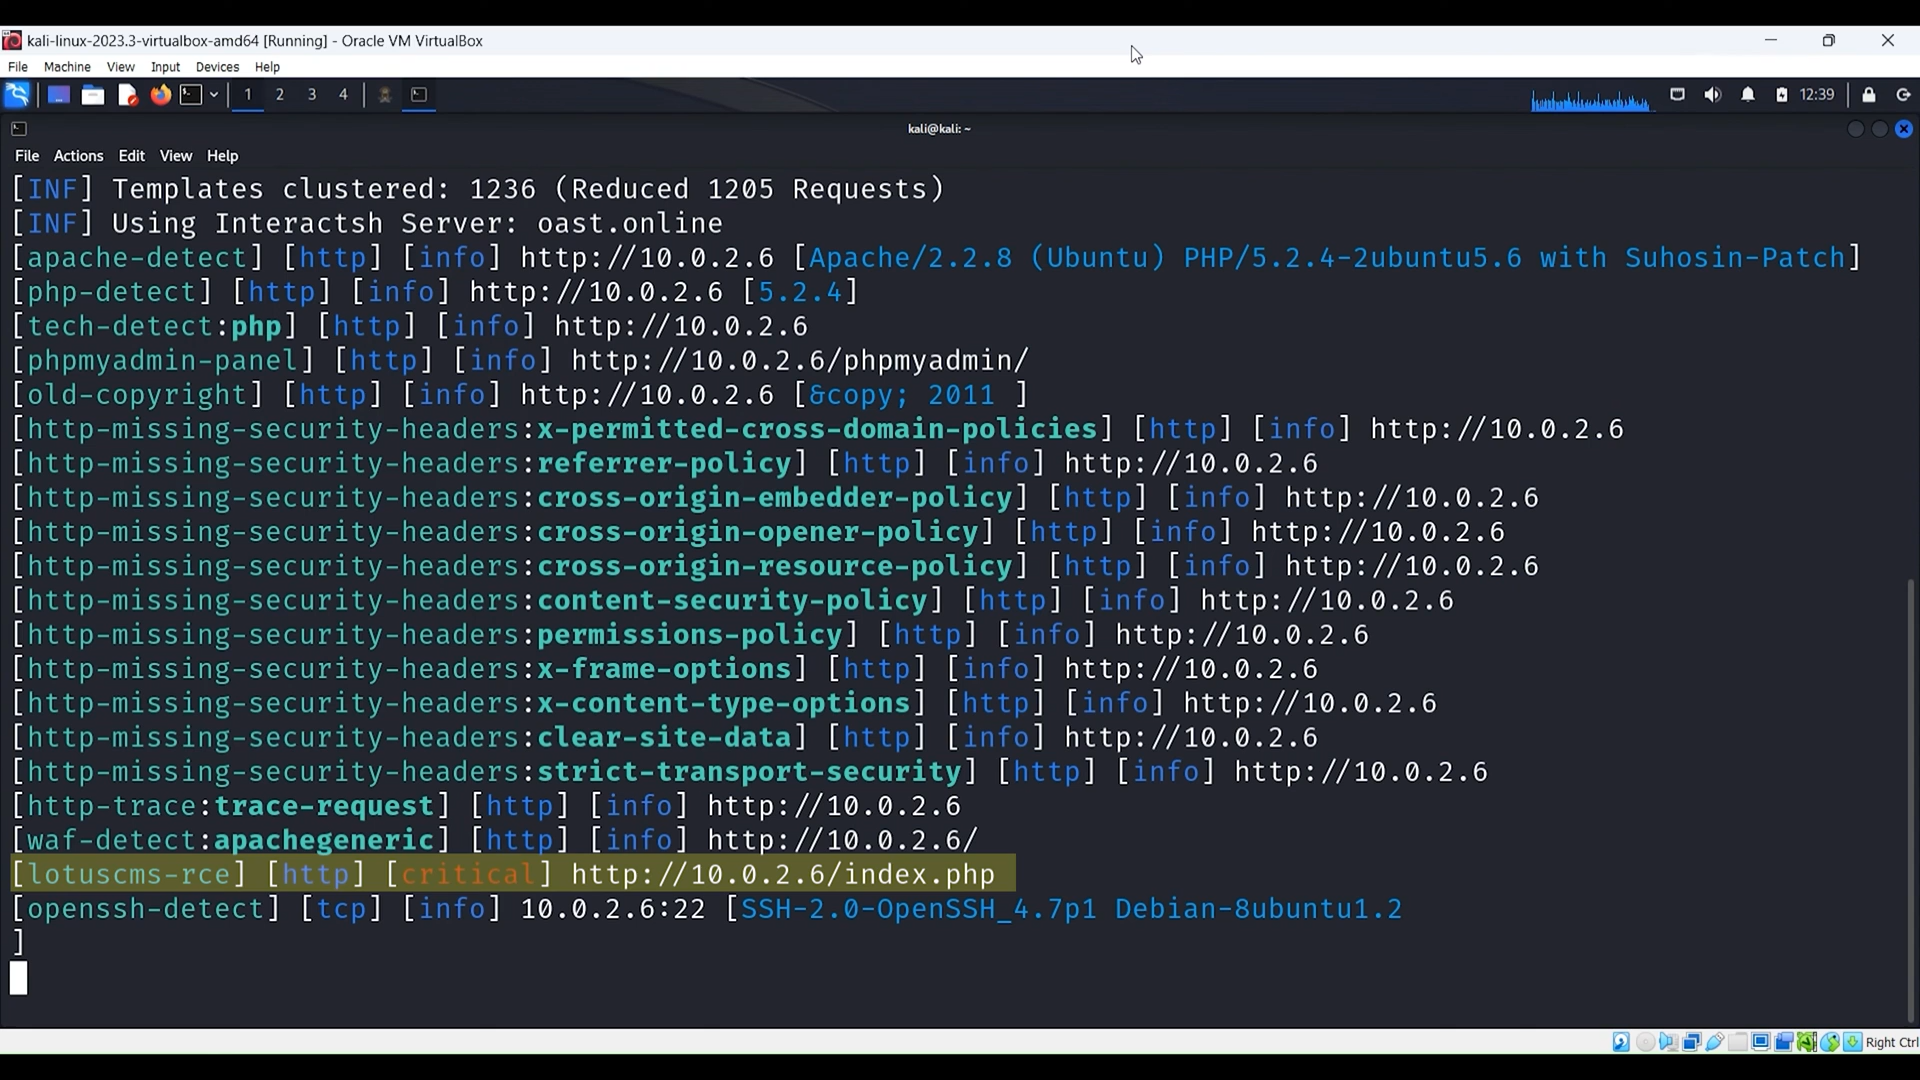 kali-linux-2023.3-virtualbox-amd64 [Running] - Oracle VM VirtualBox
File Machine View Input Devices Help
1 2 3 4 12:39
kali@kali: ~
File Actions Edit View Help
[INF] Templates clustered: 1236 (Reduced 1205 Requests)
[INF] Using Interactsh Server: oast.online
[apache-detect] [http] [info] http://10.0.2.6 [Apache/2.2.8 (Ubuntu) PHP/5.2.4-2ubuntu5.6 with Suhosin-Patch]
[php-detect] [http] [info] http://10.0.2.6 [5.2.4]
[tech-detect:php] [http] [info] http://10.0.2.6
[phpmyadmin-panel] [http] [info] http://10.0.2.6/phpmyadmin/
[old-copyright] [http] [info] http://10.0.2.6 [&copy; 2011 ]
[http-missing-security-headers:x-permitted-cross-domain-policies] [http] [info] http://10.0.2.6
[http-missing-security-headers:referrer-policy] [http] [info] http://10.0.2.6
[http-missing-security-headers:cross-origin-embedder-policy] [http] [info] http://10.0.2.6
[http-missing-security-headers:cross-origin-opener-policy] [http] [info] http://10.0.2.6
[http-missing-security-headers:cross-origin-resource-policy] [http] [info] http://10.0.2.6
[http-missing-security-headers:content-security-policy] [http] [info] http://10.0.2.6
[http-missing-security-headers:permissions-policy] [http] [info] http://10.0.2.6
[http-missing-security-headers:x-frame-options] [http] [info] http://10.0.2.6
[http-missing-security-headers:x-content-type-options] [http] [info] http://10.0.2.6
[http-missing-security-headers:clear-site-data] [http] [info] http://10.0.2.6
[http-missing-security-headers:strict-transport-security] [http] [info] http://10.0.2.6
[http-trace:trace-request] [http] [info] http://10.0.2.6
[waf-detect:apachegeneric] [http] [info] http://10.0.2.6/
[lotuscms-rce] [http] [critical] http://10.0.2.6/index.php
[openssh-detect] [tcp] [info] 10.0.2.6:22 [SSH-2.0-OpenSSH_4.7p1 Debian-8ubuntu1.2
]
Right Ctrl